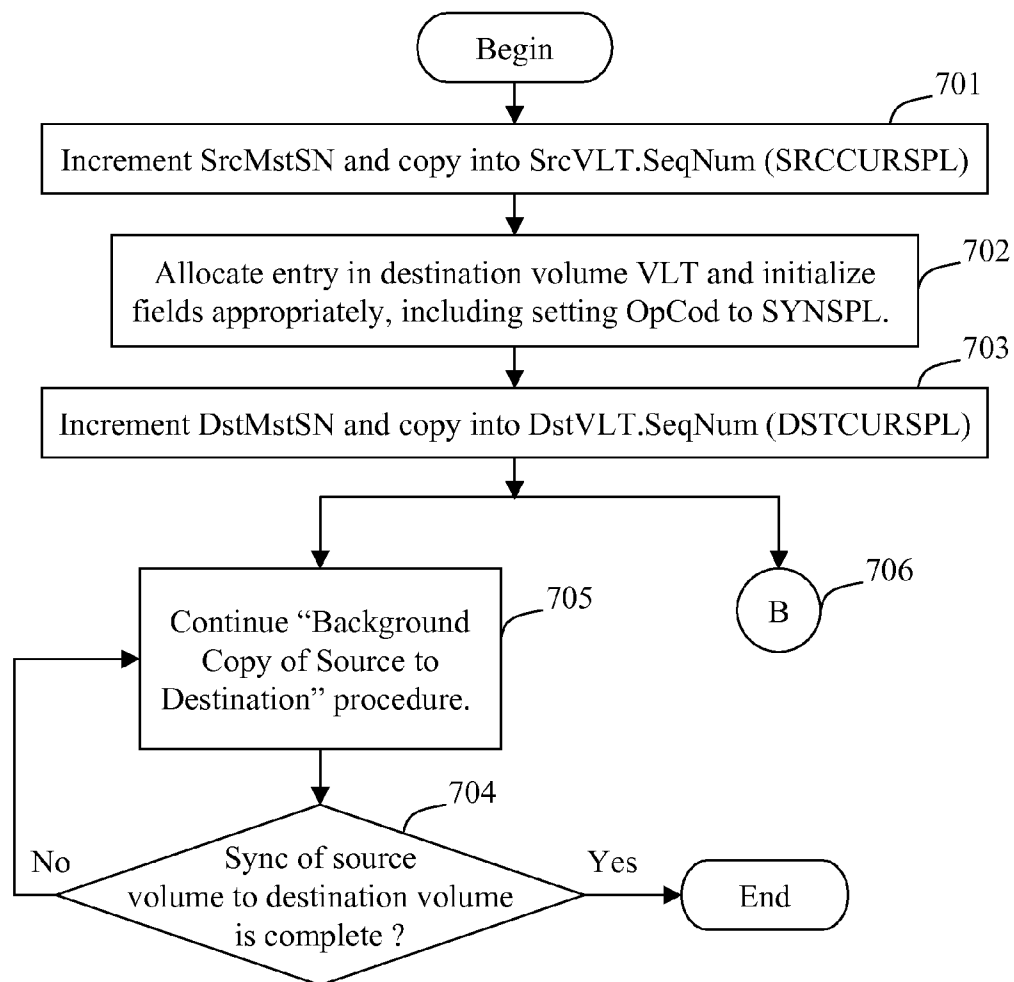 Begin
701
Increment SrcMstSN and copy into SrcVLT.SeqNum (SRCCURSPL)
702
Allocate entry in destination volume VLT and initialize
fields appropriately, including setting OpCod to SYNSPL.
703
Increment DstMstSN and copy into DstVLT.SeqNum (DSTCURSPL)
705
Continue “Background
Copy of Source to
Destination” procedure.
B
706
704
No
Sync of source
volume to destination volume
is complete ?
Yes
End